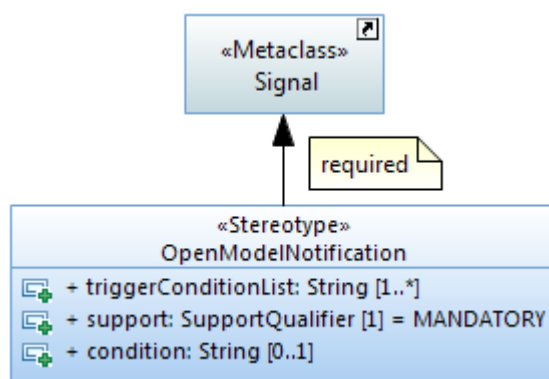 «Metaclass»
Signal
required
«Stereotype»
OpenModelNotification
+ triggerConditionList: String [1..*]
+ support: SupportQualifier [1] = MANDATORY
+ condition: String [0..1]